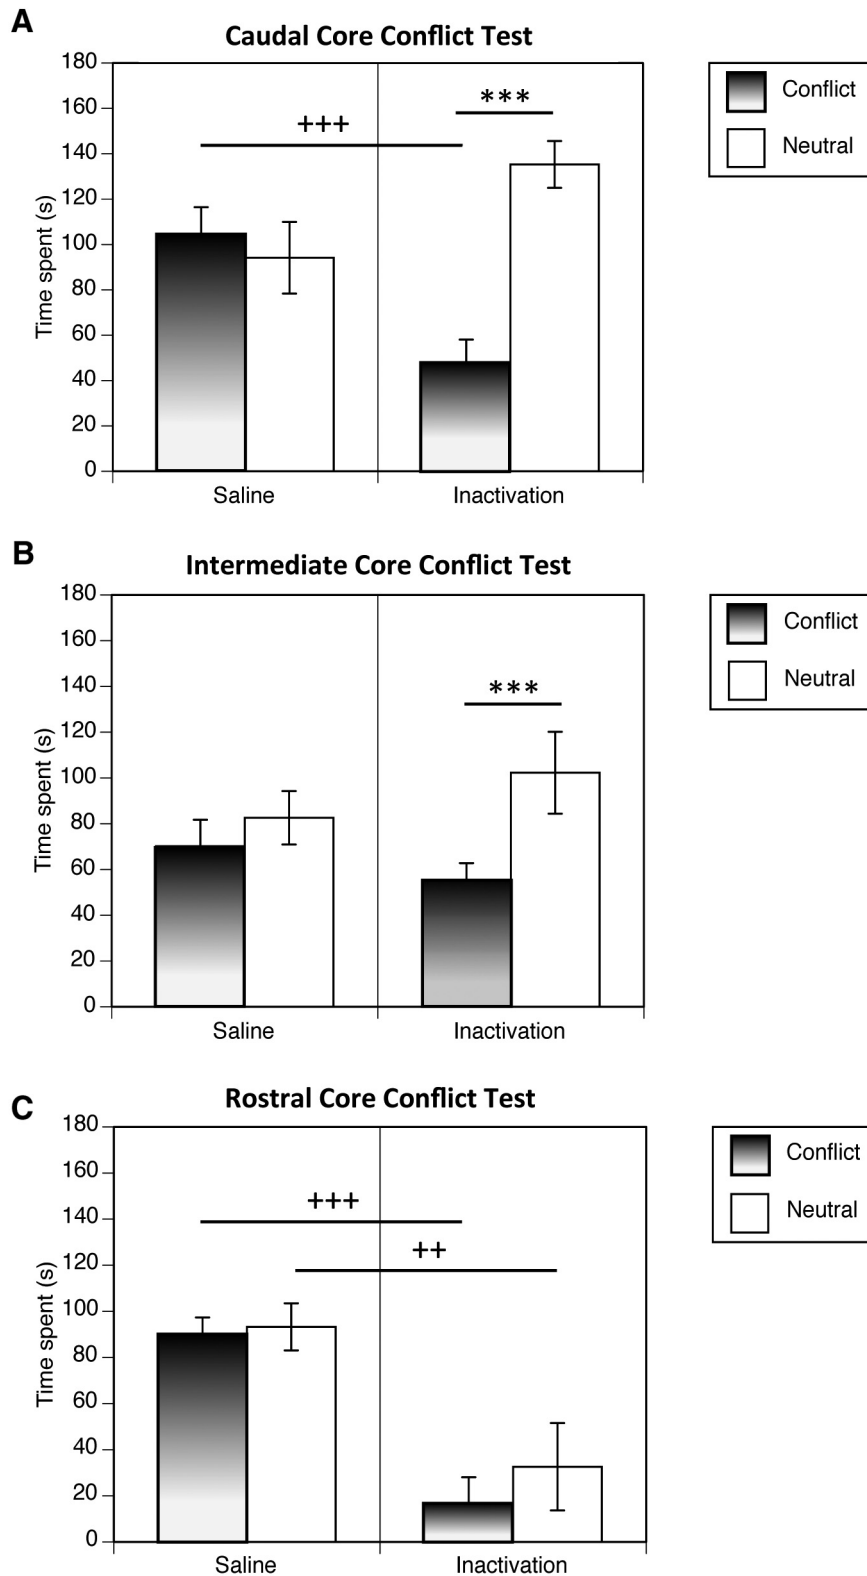 A
Caudal Core Conflict Test
Time spent (s)
180
160
140
120
100
80
60
40
20
0
+++
***
Saline
Inactivation
Conflict
Neutral
B
Intermediate Core Conflict Test
Time spent (s)
180
160
140
120
100
80
60
40
20
0
***
Saline
Inactivation
Conflict
Neutral
C
Rostral Core Conflict Test
Time spent (s)
180
160
140
120
100
80
60
40
20
0
+++
++
Saline
Inactivation
Conflict
Neutral